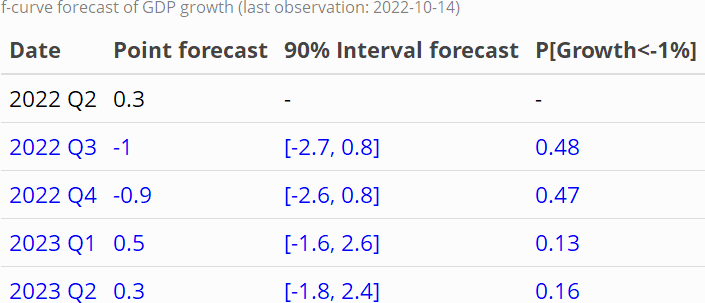 f-curve forecast of GDP growth (last observation: 2022-10-14)
Date Point forecast 90% Interval forecast P[Growth<-1%]
2022 Q2 0.3 - -
2022 Q3 -1 [-2.7, 0.8] 0.48
2022 Q4 -0.9 [-2.6, 0.8] 0.47
2023 Q1 0.5 [-1.6, 2.6] 0.13
2023 Q2 0.3 [-1.8, 2.4] 0.16